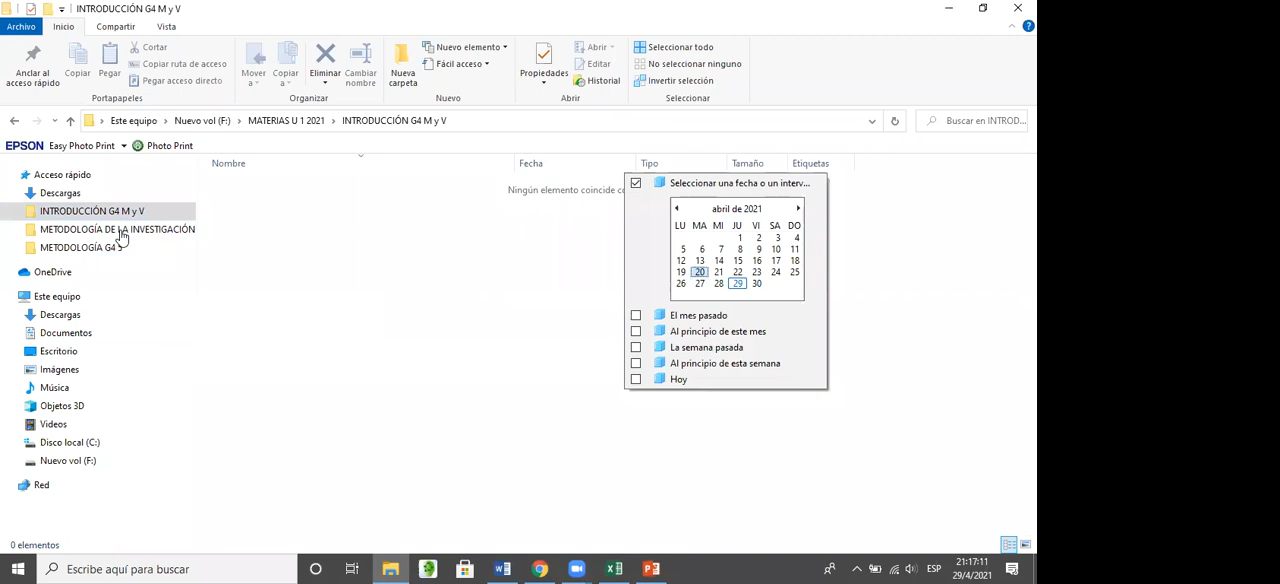 INTRODUCCIÓN G4 M y V
Archivo Inicio Compartir Vista
Anclar al acceso rápido
Copiar
Pegar
Cortar
Copiar ruta de acceso
Pegar acceso directo
Portapapeles
Mover a
Copiar a
Eliminar
Cambiar nombre
Organizar
Nueva carpeta
Nuevo elemento
Fácil acceso
Nuevo
Propiedades
Abrir
Editar
Historial
Abrir
Seleccionar todo
No seleccionar ninguno
Invertir selección
Seleccionar
Este equipo > Nuevo vol (F:) > MATERIAS U 1 2021 > INTRODUCCIÓN G4 M y V
Buscar en INTROD...
EPSON Easy Photo Print Photo Print
Nombre Fecha Tipo Tamaño Etiquetas
Ningún elemento coincide co
Acceso rápido
Descargas
INTRODUCCIÓN G4 M y V
METODOLOGÍA DE LA INVESTIGACIÓN
METODOLOGÍA G4
OneDrive
Este equipo
Descargas
Documentos
Escritorio
Imágenes
Música
Objetos 3D
Videos
Disco local (C:)
Nuevo vol (F:)
Red
Seleccionar una fecha o un interv...
abril de 2021
LU MA MI JU VI SA DO
1 2 3 4
5 6 7 8 9 10 11
12 13 14 15 16 17 18
19 20 21 22 23 24 25
26 27 28 29 30
El mes pasado
Al principio de este mes
La semana pasada
Al principio de esta semana
Hoy
0 elementos
Escribe aquí para buscar
ESP
21:17:11
29/4/2021